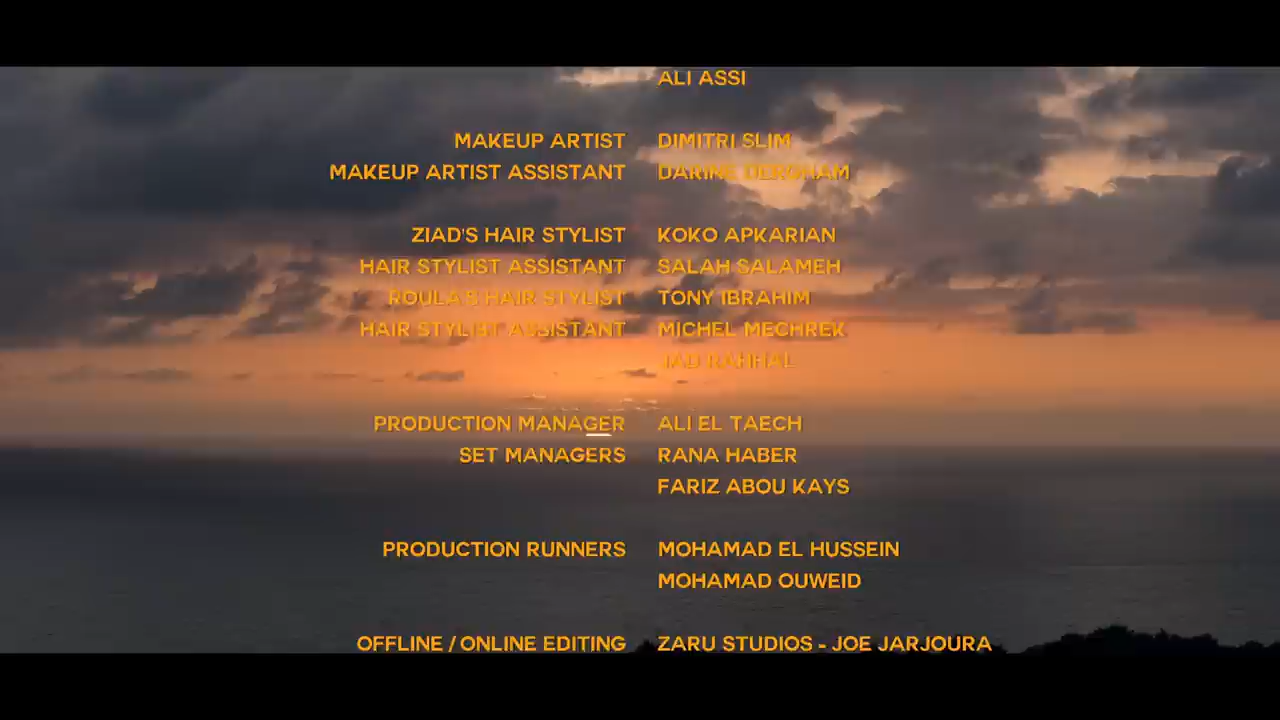 ALI ASSI
MAKEUP ARTIST DIMITRI SLIM
MAKEUP ARTIST ASSISTANT DARINE DERGHAM
ZIAD'S HAIR STYLIST KOKO APKARIAN
HAIR STYLIST ASSISTANT SALAH SALAMEH
ROULA'S HAIR STYLIST TONY IBRAHIM
HAIR STYLIST ASSISTANT MICHEL MECHREK
JAD RAHHAL
PRODUCTION MANAGER ALI EL TAECH
SET MANAGERS RANA HABER
FARIZ ABOU KAYS
PRODUCTION RUNNERS MOHAMAD EL HUSSEIN
MOHAMAD OUWEID
OFFLINE / ONLINE EDITING ZARU STUDIOS - JOE JARJOURA